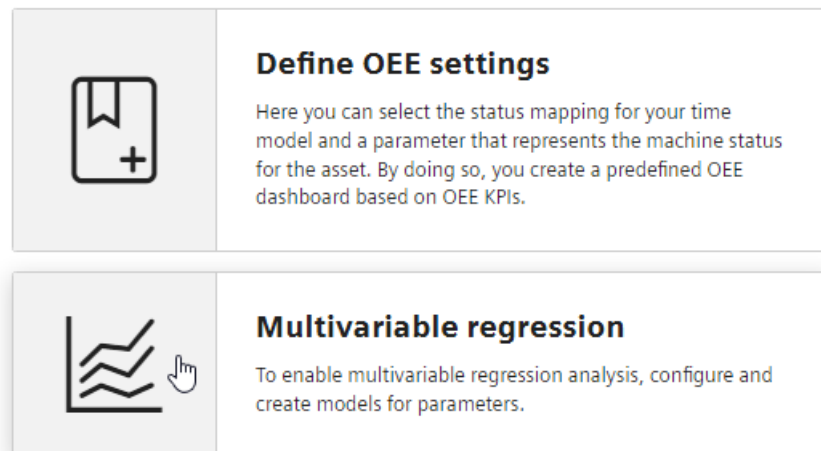 Define OEE settings
Here you can select the status mapping for your time
model and a parameter that represents the machine status
for the asset. By doing so, you create a predefined OEE
dashboard based on OEE KPIs.
Multivariable regression
To enable multivariable regression analysis, configure and
create models for parameters.